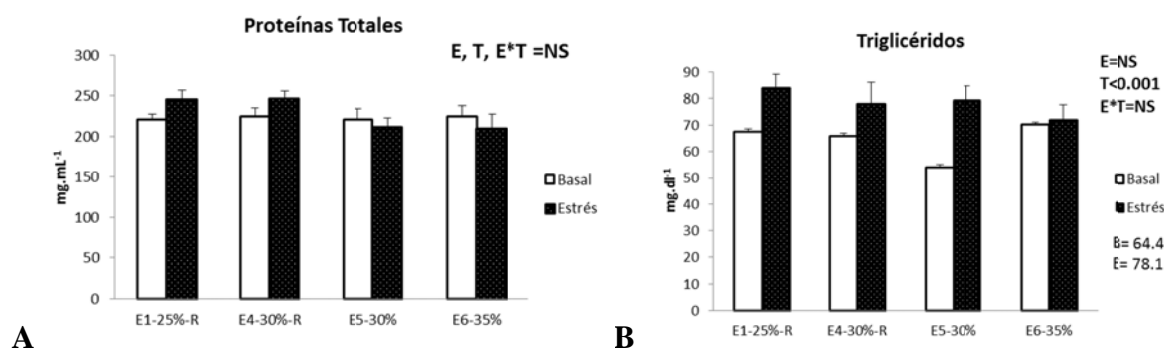 Proteínas Totales
E, T, E*T =NS
300
250
200
150
100
50
0
mg.mL-1
E1-25%-R E4-30%-R E5-30% E6-35%
Basal
Estrés
A
Triglicéridos
E=NS
T<0.001
E*T=NS
90
80
70
60
50
40
30
20
10
0
mg.dl-1
E1-25%-R E4-30%-R E5-30% E6-35%
Basal
Estrés
B= 64.4
E= 78.1
B